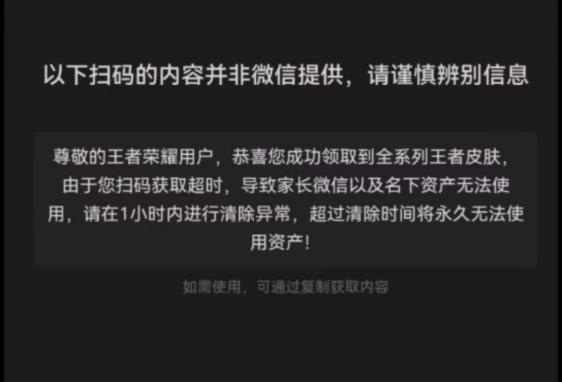 以下扫码的内容并非微信提供，请谨慎辨别信息
尊敬的王者荣耀用户，恭喜您成功领取到全系列王者皮肤，
由于您扫码获取超时，导致家长微信以及名下资产无法使
用，请在1小时内进行清除异常，超过清除时间将永久无法使
用资产！
如需使用，可通过复制获取内容